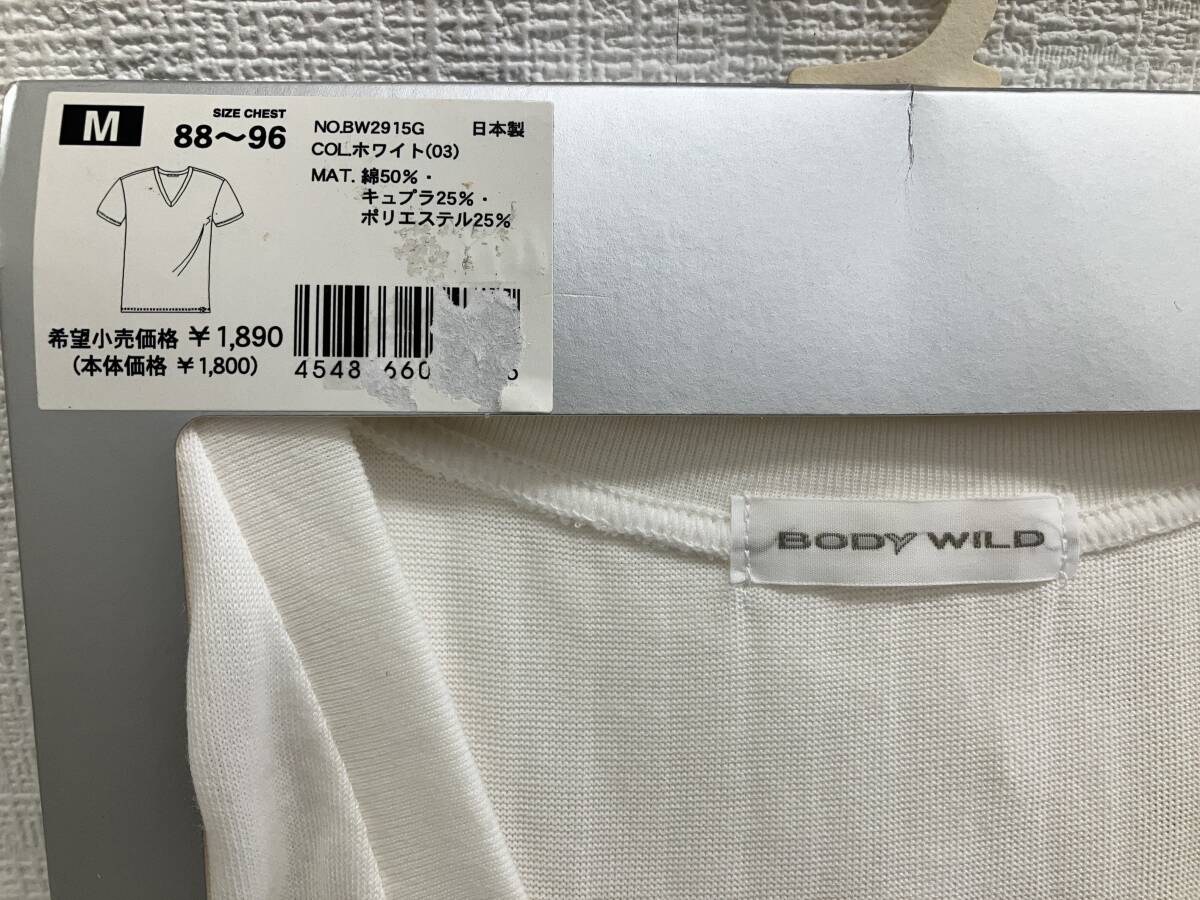 M
SIZE CHEST
88〜96
NO.BW2915G 日本製
COL.ホワイト(03)
MAT. 綿50%・
キュプラ25%・
ポリエステル25%
希望小売価格 ¥1,890
(本体価格 ¥1,800)
4548 660
BODY WILD